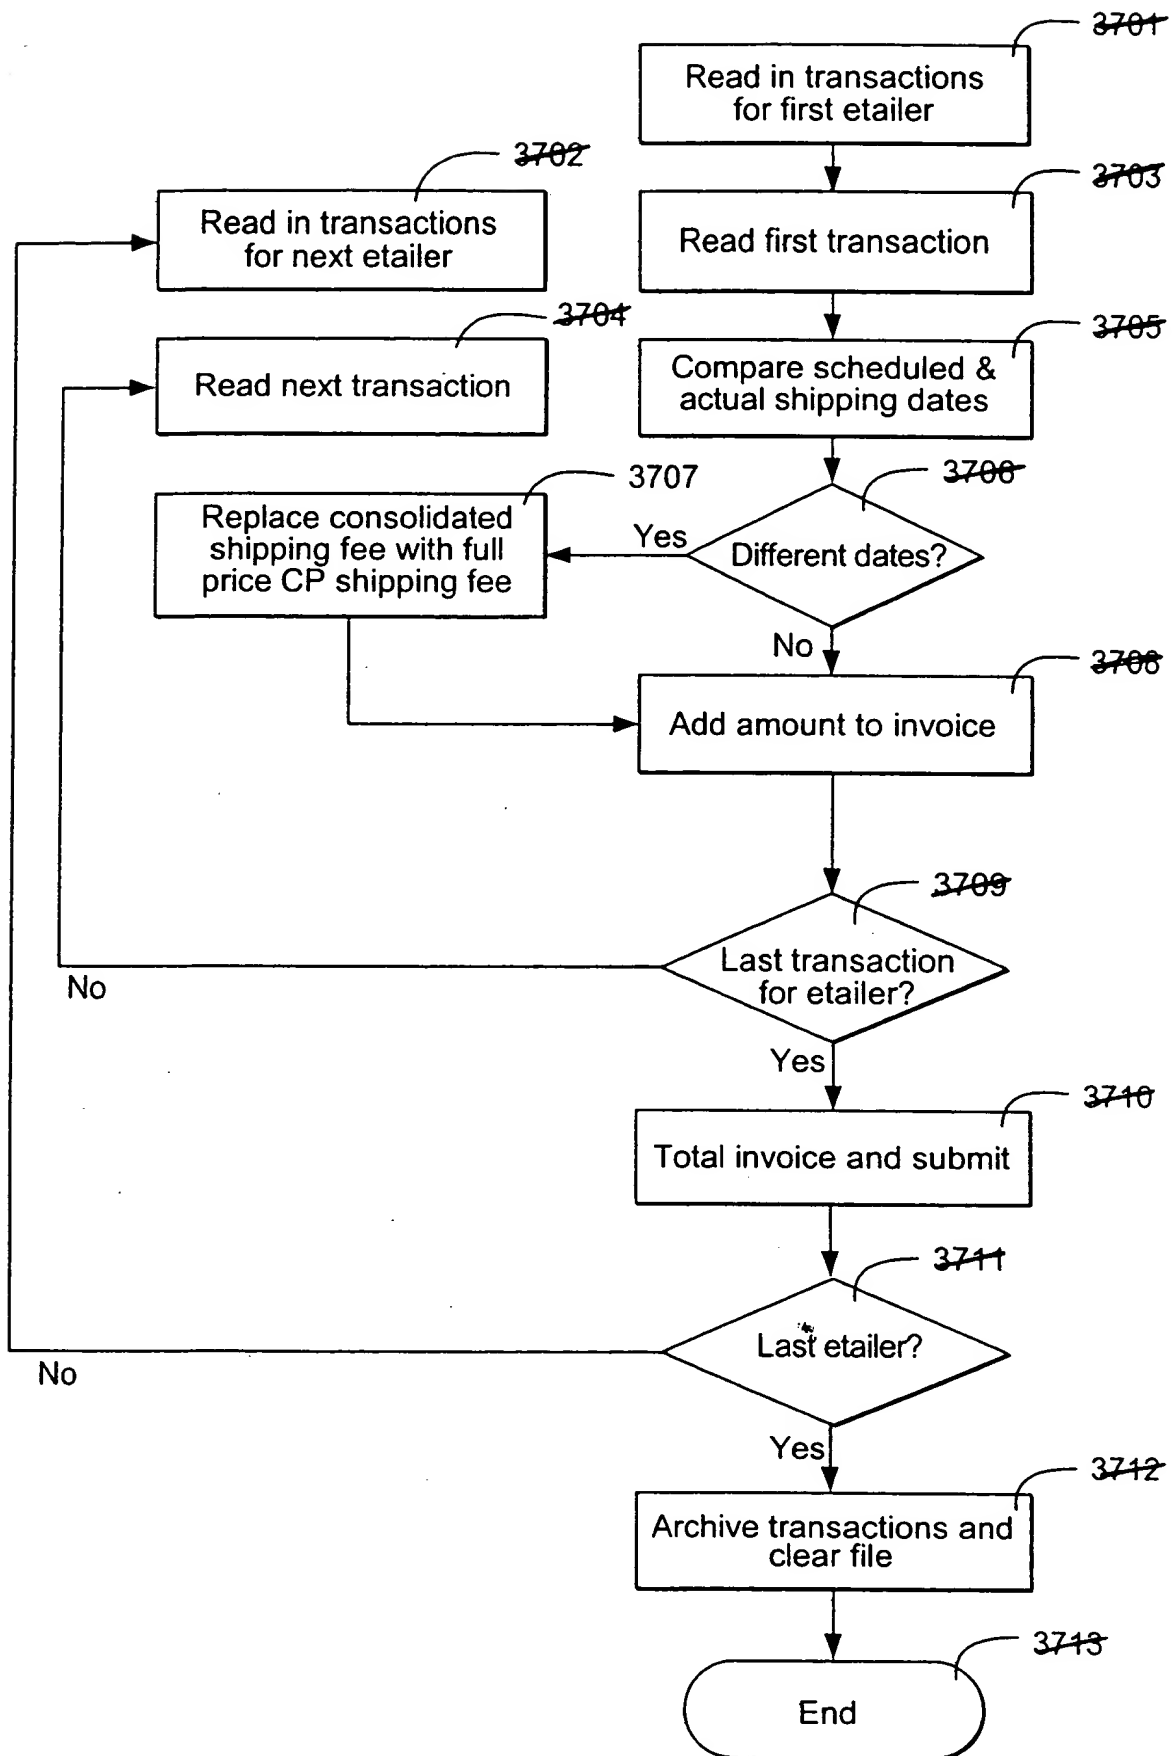 3701
Read in transactions
for first etailer
3702
Read in transactions
for next etailer
3703
Read first transaction
3704
Read next transaction
3705
Compare scheduled &
actual shipping dates
3706
Different dates?
Yes
3707
Replace consolidated
shipping fee with full
price CP shipping fee
No
3708
Add amount to invoice
3709
Last transaction
for etailer?
No
Yes
3710
Total invoice and submit
3711
Last etailer?
No
Yes
3712
Archive transactions and
clear file
3713
End